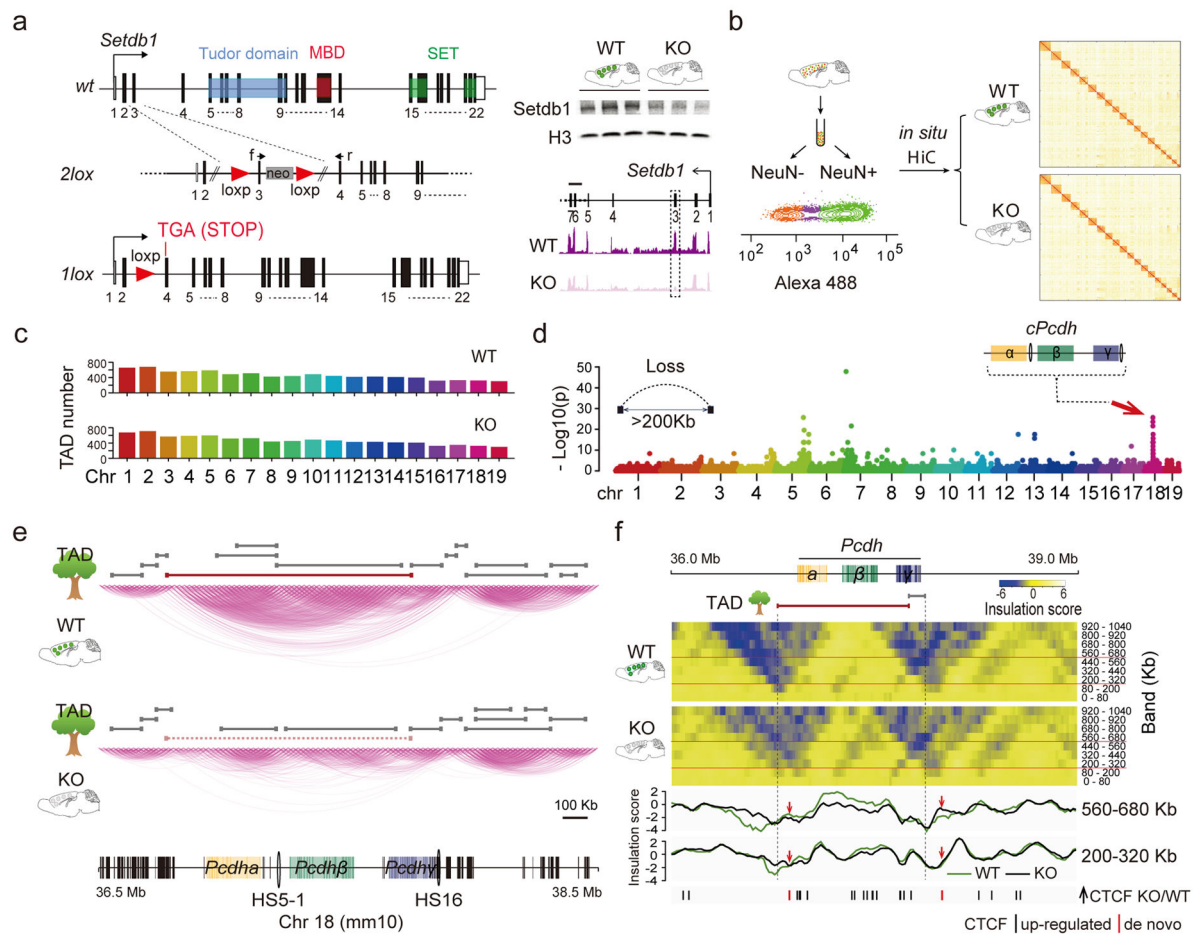 a
Setdb1
Tudor domain
MBD
SET
wt
1 2 3 4 5 8 9 14 15 22
f
r
2lox
neo
loxp
loxp
1 2 3 4 5 8 9
TGA (STOP)
loxp
1lox
1 2 4 5 8 9 14 15 22
WT
KO
Setdb1
H3
Setdb1
7 6 5 4 3 2 1
WT
KO
b
NeuN-
NeuN+
10² 10³ 10⁴ 10⁵
Alexa 488
in situ
HiC
WT
KO
c
TAD number
800
400
0
WT
800
400
0
KO
Chr 1 2 3 4 5 6 7 8 9 10 11 12 13 14 15 16 17 18 19
d
cPcdh
α
β
γ
Loss
>200Kb
- Log10(p)
50
40
30
20
10
0
chr 1 2 3 4 5 6 7 8 9 10 11 12 13 14 15 16 17 18 19
e
TAD
WT
TAD
KO
100 Kb
Pcdhα
Pcdhβ
Pcdhγ
36.5 Mb
38.5 Mb
HS5-1
HS16
Chr 18 (mm10)
f
Pcdh
36.0 Mb
39.0 Mb
α
β
γ
TAD
-6 0 6
Insulation score
WT
920 - 1040
800 - 920
680 - 800
560 - 680
440 - 560
320 - 440
200 - 320
80 - 200
0 - 80
KO
920 - 1040
800 - 920
680 - 800
560 - 680
440 - 560
320 - 440
200 - 320
80 - 200
0 - 80
Band (Kb)
Insulation score
2
0
-2
-4
560-680 Kb
2
0
-2
-4
200-320 Kb
WT
KO
CTCF KO/WT
CTCF
up-regulated
de novo